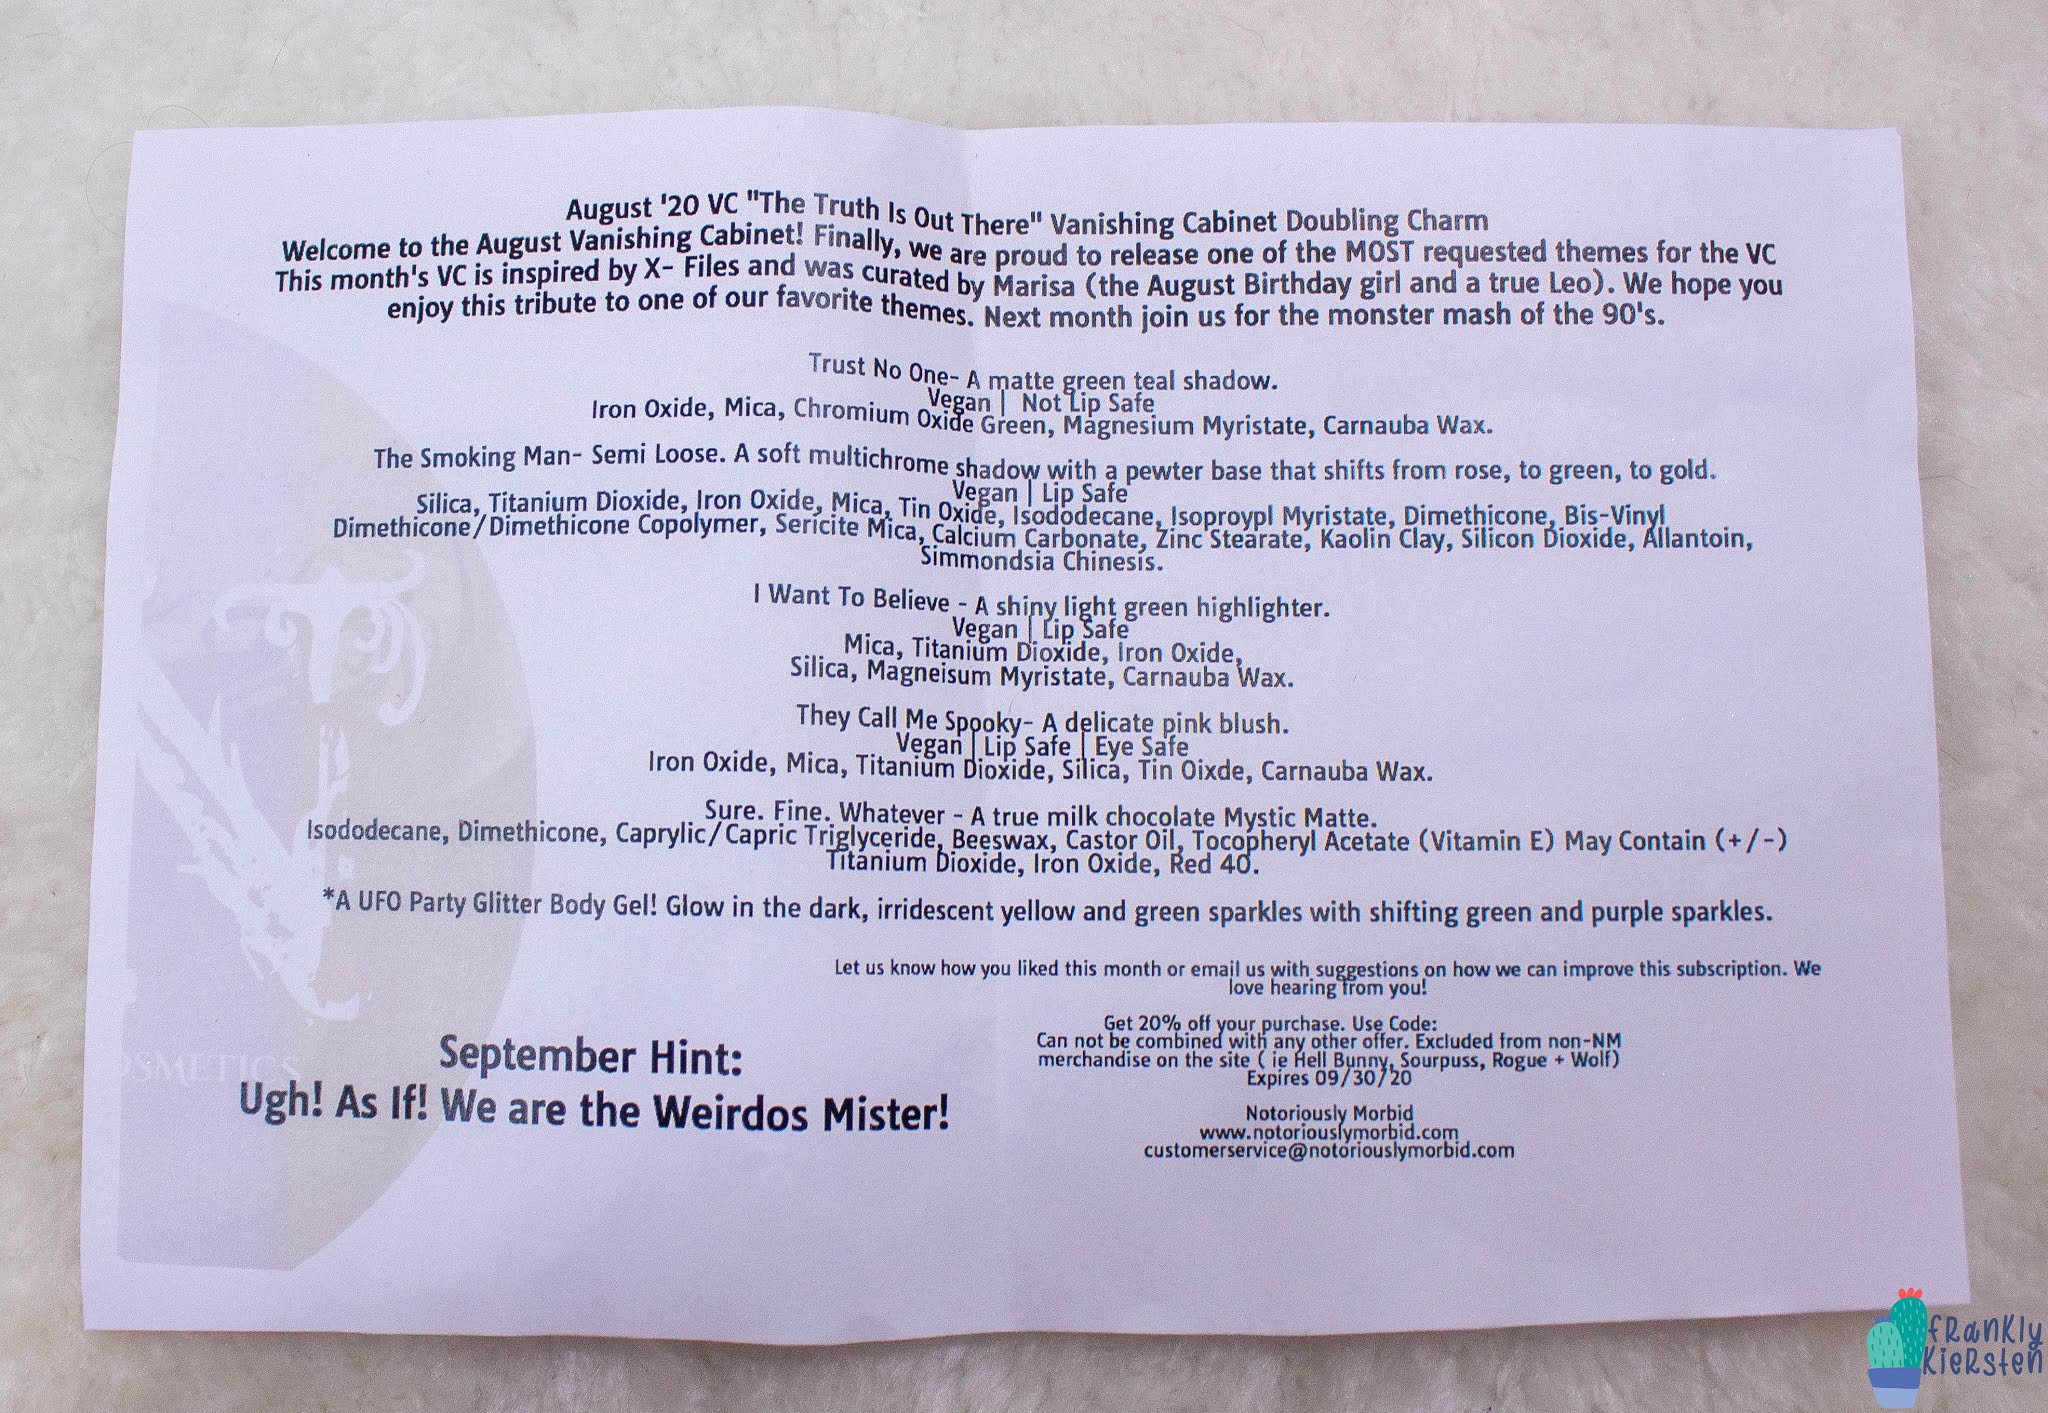 August '20 VC "The Truth Is Out There" Vanishing Cabinet Doubling Charm
Welcome to the August Vanishing Cabinet! Finally, we are proud to release one of the MOST requested themes for the VC
This month's VC is inspired by X- Files and was curated by Marisa (the August Birthday girl and a true Leo). We hope you
enjoy this tribute to one of our favorite themes. Next month join us for the monster mash of the 90's.
Trust No One- A matte green teal shadow.
Vegan | Not Lip Safe
Iron Oxide, Mica, Chromium Oxide Green, Magnesium Myristate, Carnauba Wax.
The Smoking Man- Semi Loose. A soft multichrome shadow with a pewter base that shifts from rose, to green, to gold.
Vegan | Lip Safe
Silica, Titanium Dioxide, Iron Oxide, Mica, Tin Oxide, Isododecane, Isoproypl Myristate, Dimethicone, Bis-Vinyl
Dimethicone/Dimethicone Copolymer, Sericite Mica, Calcium Carbonate, Zinc Stearate, Kaolin Clay, Silicon Dioxide, Allantoin,
Simmondsia Chinesis.
I Want To Believe - A shiny light green highlighter.
Vegan | Lip Safe
Mica, Titanium Dioxide, Iron Oxide,
Silica, Magneisum Myristate, Carnauba Wax.
They Call Me Spooky- A delicate pink blush.
Vegan | Lip Safe | Eye Safe
Iron Oxide, Mica, Titanium Dioxide, Silica, Tin Oixde, Carnauba Wax.
Sure. Fine. Whatever - A true milk chocolate Mystic Matte.
Isododecane, Dimethicone, Caprylic/Capric Triglyceride, Beeswax, Castor Oil, Tocopheryl Acetate (Vitamin E) May Contain (+/-)
Titanium Dioxide, Iron Oxide, Red 40.
*A UFO Party Glitter Body Gel! Glow in the dark, irridescent yellow and green sparkles with shifting green and purple sparkles.
Let us know how you liked this month or email us with suggestions on how we can improve this subscription. We
love hearing from you!
Get 20% off your purchase. Use Code:
Can not be combined with any other offer. Excluded from non-NM
merchandise on the site ( ie Hell Bunny, Sourpuss, Rogue + Wolf)
Expires 09/30/20
Notoriously Morbid
www.notoriouslymorbid.com
customerservice@notoriouslymorbid.com
September Hint:
Ugh! As If! We are the Weirdos Mister!
franKly
KieRsten